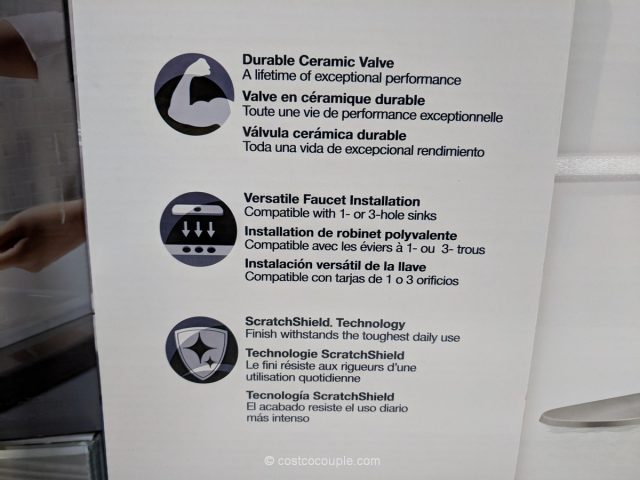 Durable Ceramic Valve
A lifetime of exceptional performance
Valve en céramique durable
Toute une vie de performance exceptionnelle
Válvula cerámica durable
Toda una vida de excepcional rendimiento
Versatile Faucet Installation
Compatible with 1- or 3-hole sinks
Installation de robinet polyvalente
Compatible avec les éviers à 1- ou 3- trous
Instalación versátil de la llave
Compatible con tarjas de 1 o 3 orificios
ScratchShield. Technology
Finish withstands the toughest daily use
Technologie ScratchShield
Le fini résiste aux rigueurs d'une
utilisation quotidienne
Tecnología ScratchShield
El acabado resiste el uso diario
más intenso
© costcocouple.com